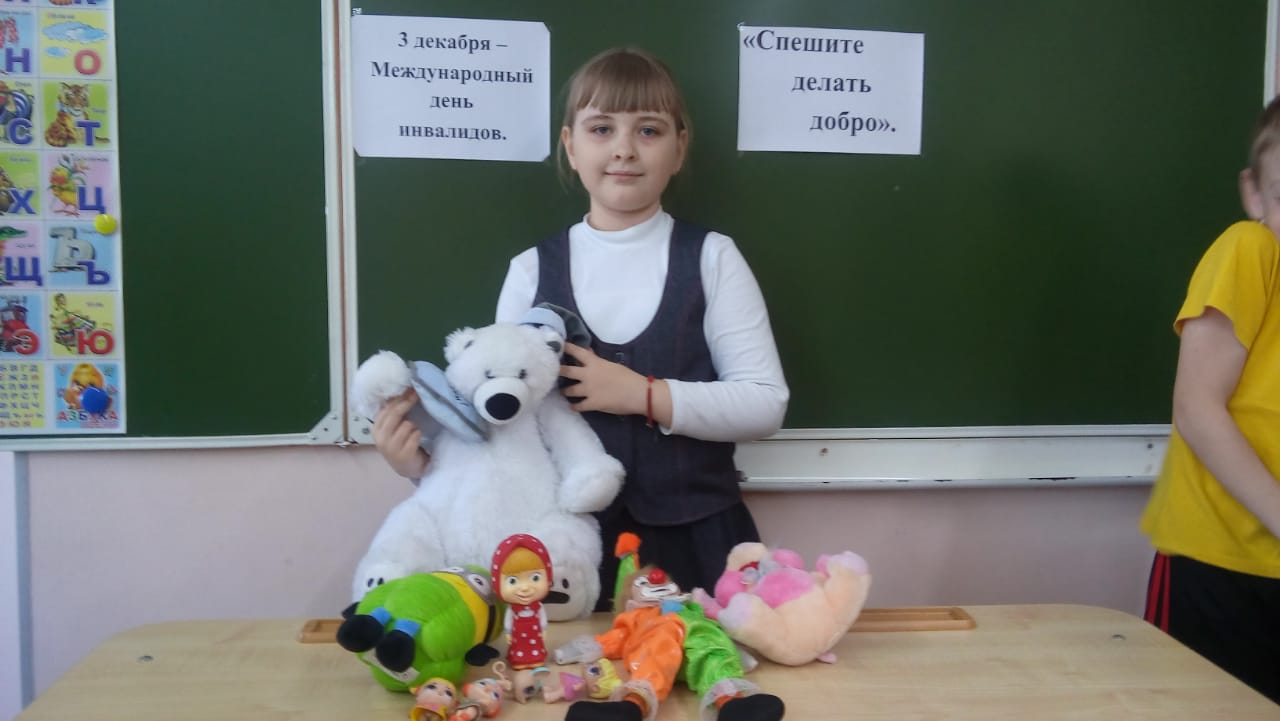 3 декабря –
Международный
день
инвалидов.
«Спешите
делать
добро».
Н О
С Т
Х Ц
Щ Ъ
Э Ю
АЗБУКА